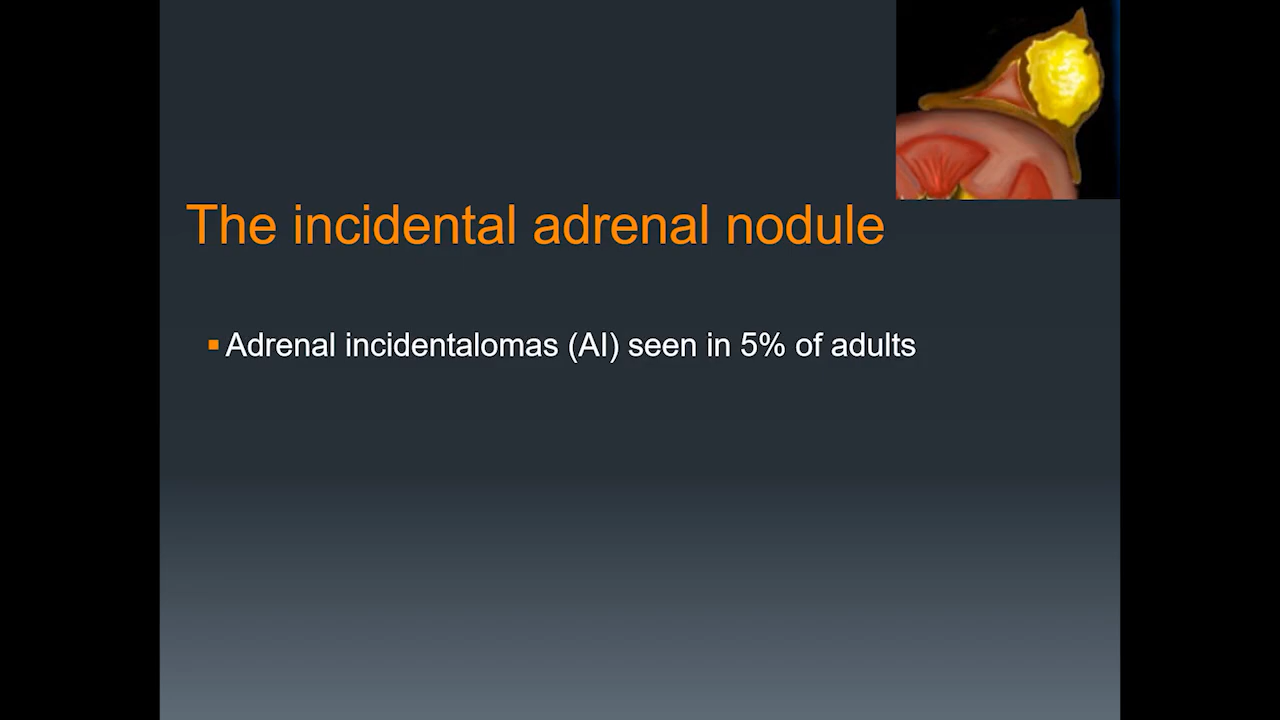 The incidental adrenal nodule
▪ Adrenal incidentalomas (AI) seen in 5% of adults